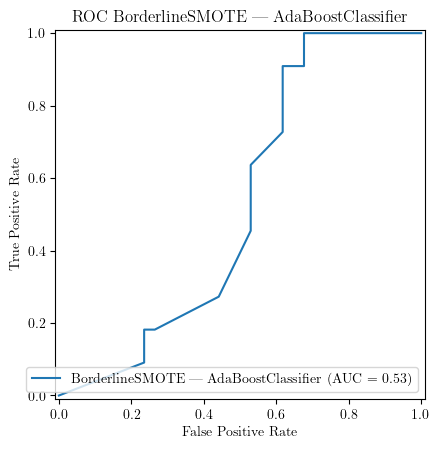 ROC BorderlineSMOTE — AdaBoostClassifier
1.0
0.8
0.6
0.4
0.2
0.0
True Positive Rate
BorderlineSMOTE — AdaBoostClassifier (AUC = 0.53)
0.0 0.2 0.4 0.6 0.8 1.0
False Positive Rate